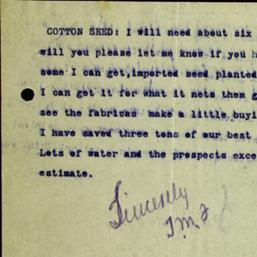 COTTON SEED: I will need about six
will you please let me know if you h
some I can get,imported seed planted
I can get it for what it nets them g
see the fabricas make a little buyi
I have saved three tons of our best
Lots of water and the prospects exce
estimate.
Sincerely
J.M.